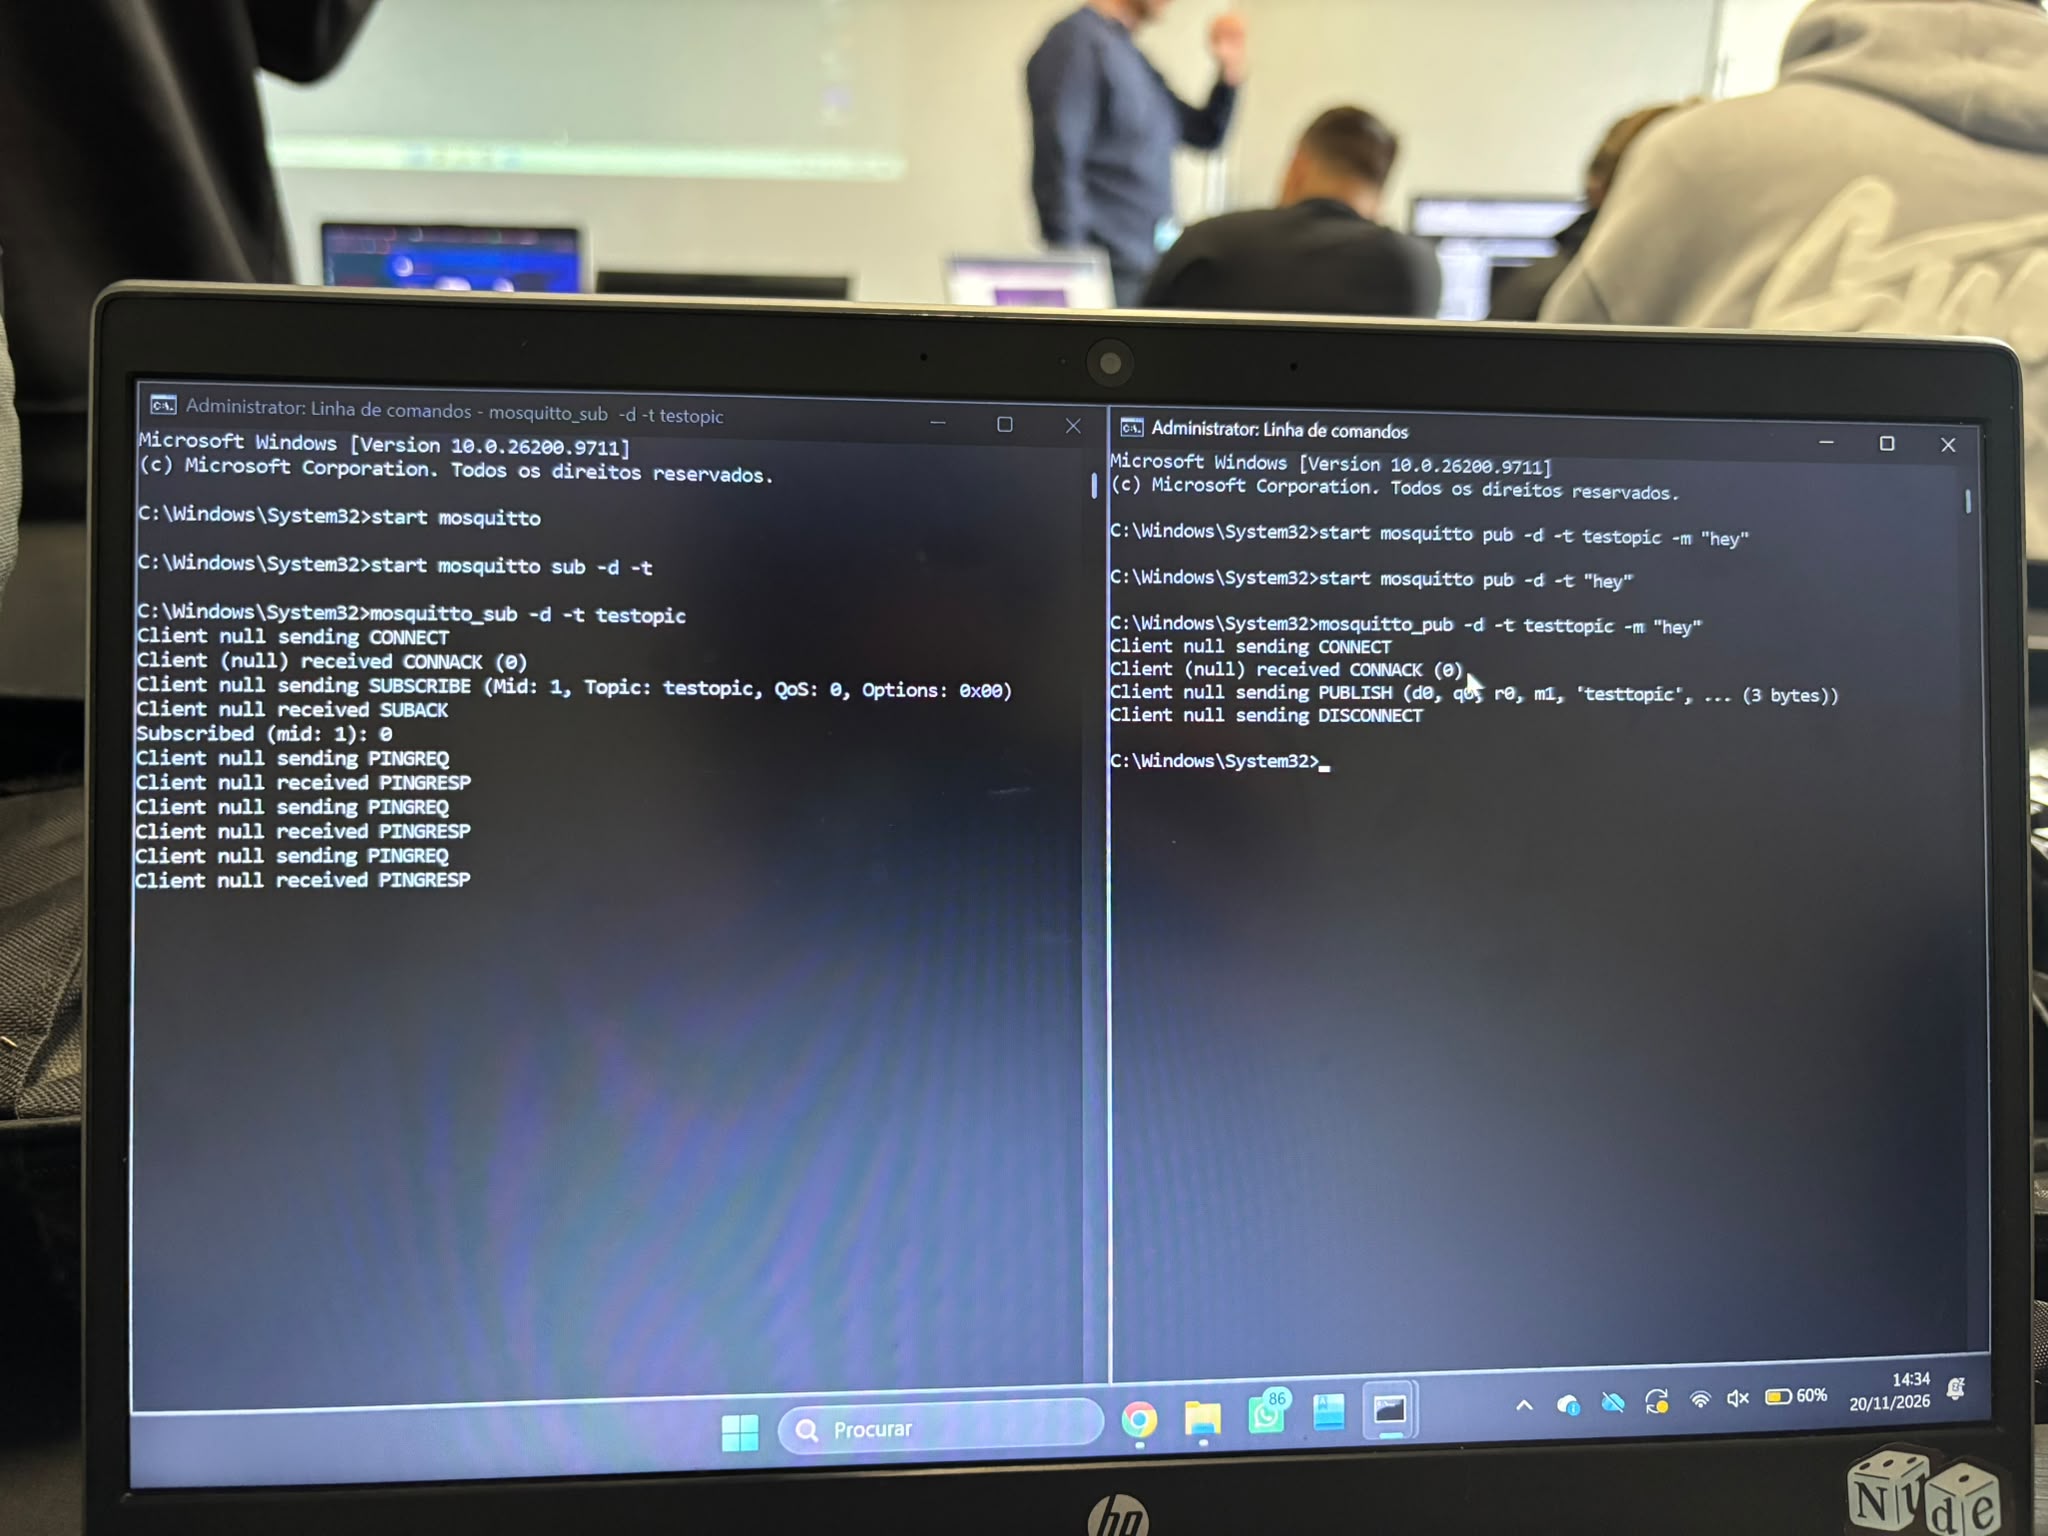 Administrator: Linha de comandos - mosquitto_sub -d -t testopic
Microsoft Windows [Version 10.0.26200.9711]
(c) Microsoft Corporation. Todos os direitos reservados.
C:\Windows\System32>start mosquitto
C:\Windows\System32>start mosquitto sub -d -t
C:\Windows\System32>mosquitto_sub -d -t testopic
Client null sending CONNECT
Client (null) received CONNACK (0)
Client null sending SUBSCRIBE (Mid: 1, Topic: testopic, QoS: 0, Options: 0x00)
Client null received SUBACK
Subscribed (mid: 1): 0
Client null sending PINGREQ
Client null received PINGRESP
Client null sending PINGREQ
Client null received PINGRESP
Client null sending PINGREQ
Client null received PINGRESP
Administrator: Linha de comandos
Microsoft Windows [Version 10.0.26200.9711]
(c) Microsoft Corporation. Todos os direitos reservados.
C:\Windows\System32>start mosquitto pub -d -t testopic -m "hey"
C:\Windows\System32>start mosquitto pub -d -t "hey"
C:\Windows\System32>mosquitto_pub -d -t testtopic -m "hey"
Client null sending CONNECT
Client (null) received CONNACK (0)
Client null sending PUBLISH (d0, q0, r0, m1, 'testtopic', ... (3 bytes))
Client null sending DISCONNECT
C:\Windows\System32>
Procurar
86
60%
14:34
20/11/2026
hp
Nude